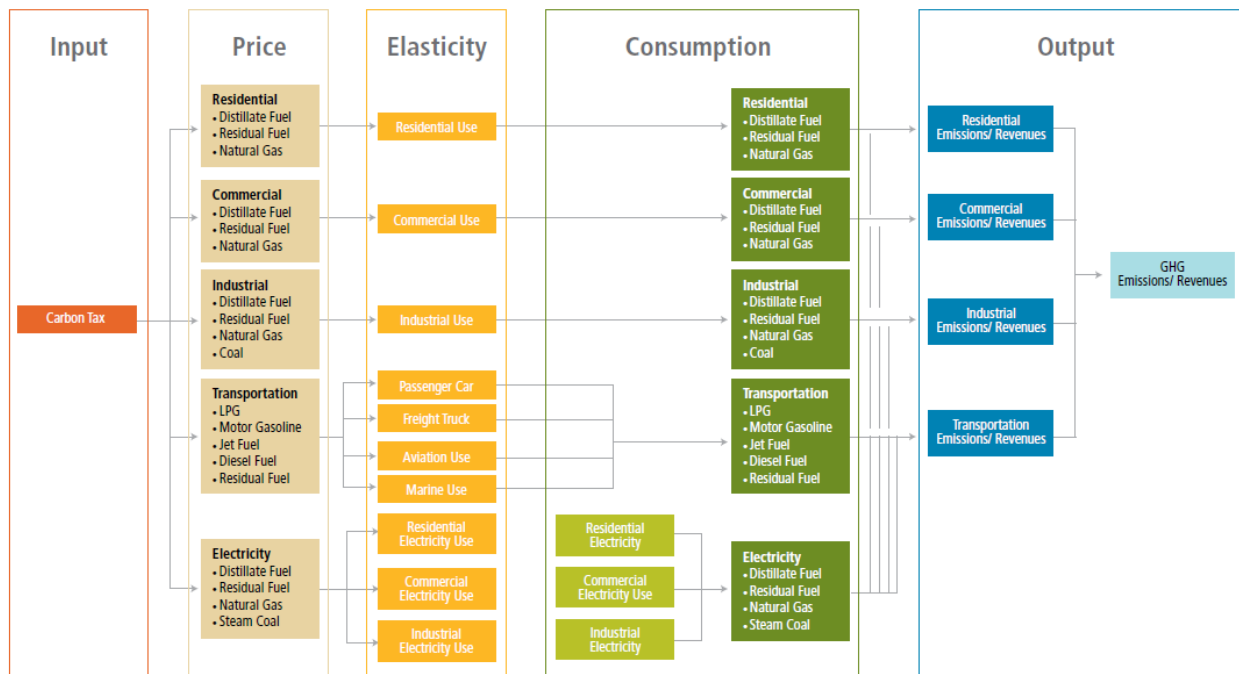 Input
Price
Elasticity
Consumption
Output
Carbon Tax
Residential
• Distillate Fuel
• Residual Fuel
• Natural Gas
Commercial
• Distillate Fuel
• Residual Fuel
• Natural Gas
Industrial
• Distillate Fuel
• Residual Fuel
• Natural Gas
• Coal
Transportation
• LPG
• Motor Gasoline
• Jet Fuel
• Diesel Fuel
• Residual Fuel
Electricity
• Distillate Fuel
• Residual Fuel
• Natural Gas
• Steam Coal
Residential Use
Commercial Use
Industrial Use
Passenger Car
Freight Truck
Aviation Use
Marine Use
Residential
Electricity Use
Commercial
Electricity Use
Industrial
Electricity Use
Residential
Electricity
Commercial
Electricity Use
Industrial
Electricity
Residential
• Distillate Fuel
• Residual Fuel
• Natural Gas
Commercial
• Distillate Fuel
• Residual Fuel
• Natural Gas
Industrial
• Distillate Fuel
• Residual Fuel
• Natural Gas
• Coal
Transportation
• LPG
• Motor Gasoline
• Jet Fuel
• Diesel Fuel
• Residual Fuel
Electricity
• Distillate Fuel
• Residual Fuel
• Natural Gas
• Steam Coal
Residential
Emissions/ Revenues
Commercial
Emissions/ Revenues
Industrial
Emissions/ Revenues
Transportation
Emissions/ Revenues
GHG
Emissions/ Revenues